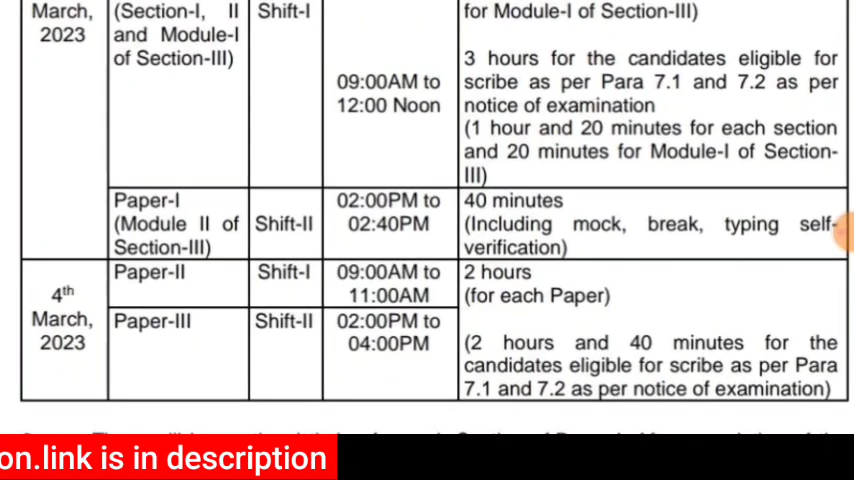 March,
2023
(Section-I, II
and Module-I
of Section-III)
Shift-I
09:00AM to
12:00 Noon
for Module-I of Section-III)
3 hours for the candidates eligible for
scribe as per Para 7.1 and 7.2 as per
notice of examination
(1 hour and 20 minutes for each section
and 20 minutes for Module-I of Section-
III)
Paper-I
(Module II of
Section-III)
Shift-II
02:00PM to
02:40PM
40 minutes
(Including mock, break, typing self-
verification)
4th
March,
2023
Paper-II
Shift-I
09:00AM to
11:00AM
2 hours
(for each Paper)
Paper-III
Shift-II
02:00PM to
04:00PM
(2 hours and 40 minutes for the
candidates eligible for scribe as per Para
7.1 and 7.2 as per notice of examination)
on.link is in description